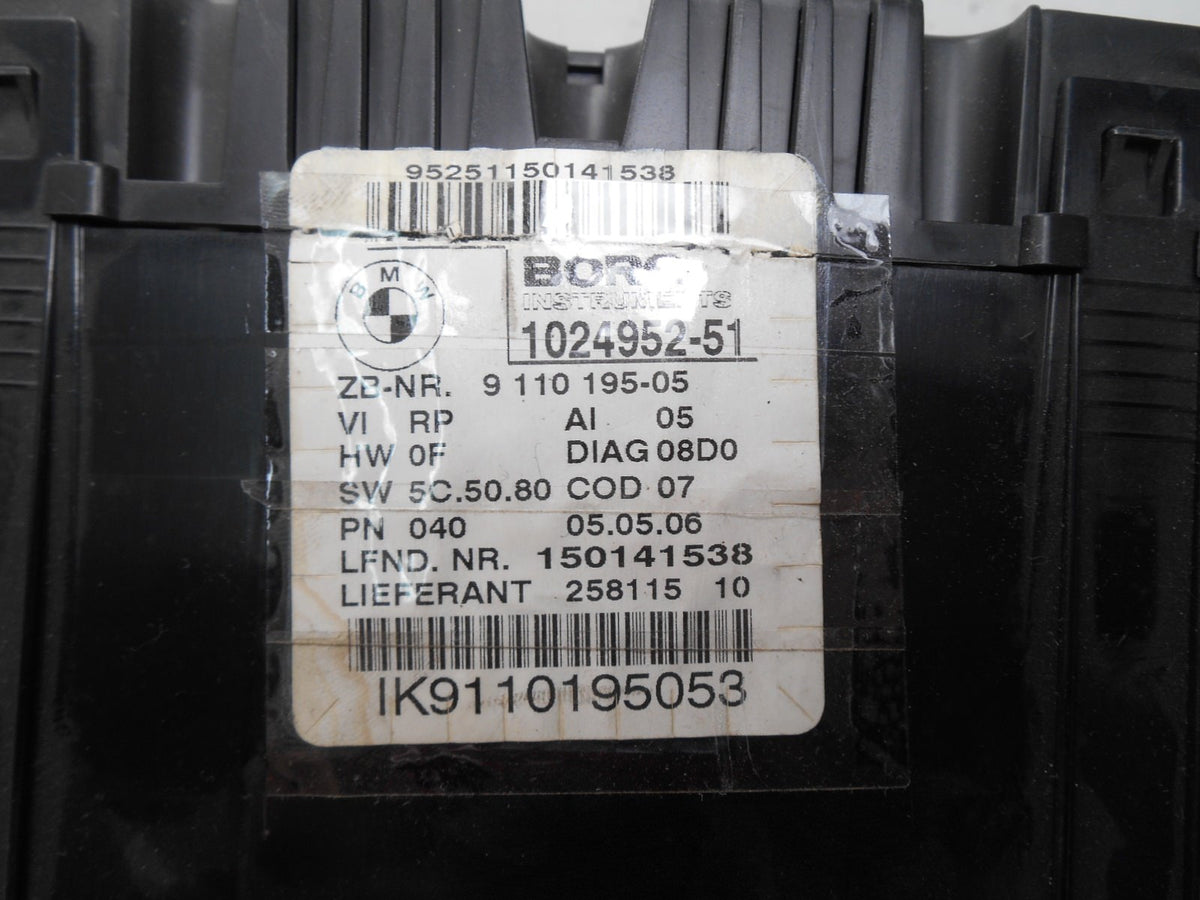 95251150141538
BMW
BORG
INSTRUMENTS
1024952-51
ZB-NR. 9 110 195-05
VI RP AI 05
HW 0F DIAG 08D0
SW 5C.50.80 COD 07
PN 040 05.05.06
LFND. NR. 150141538
LIEFERANT 258115 10
IK9110195053